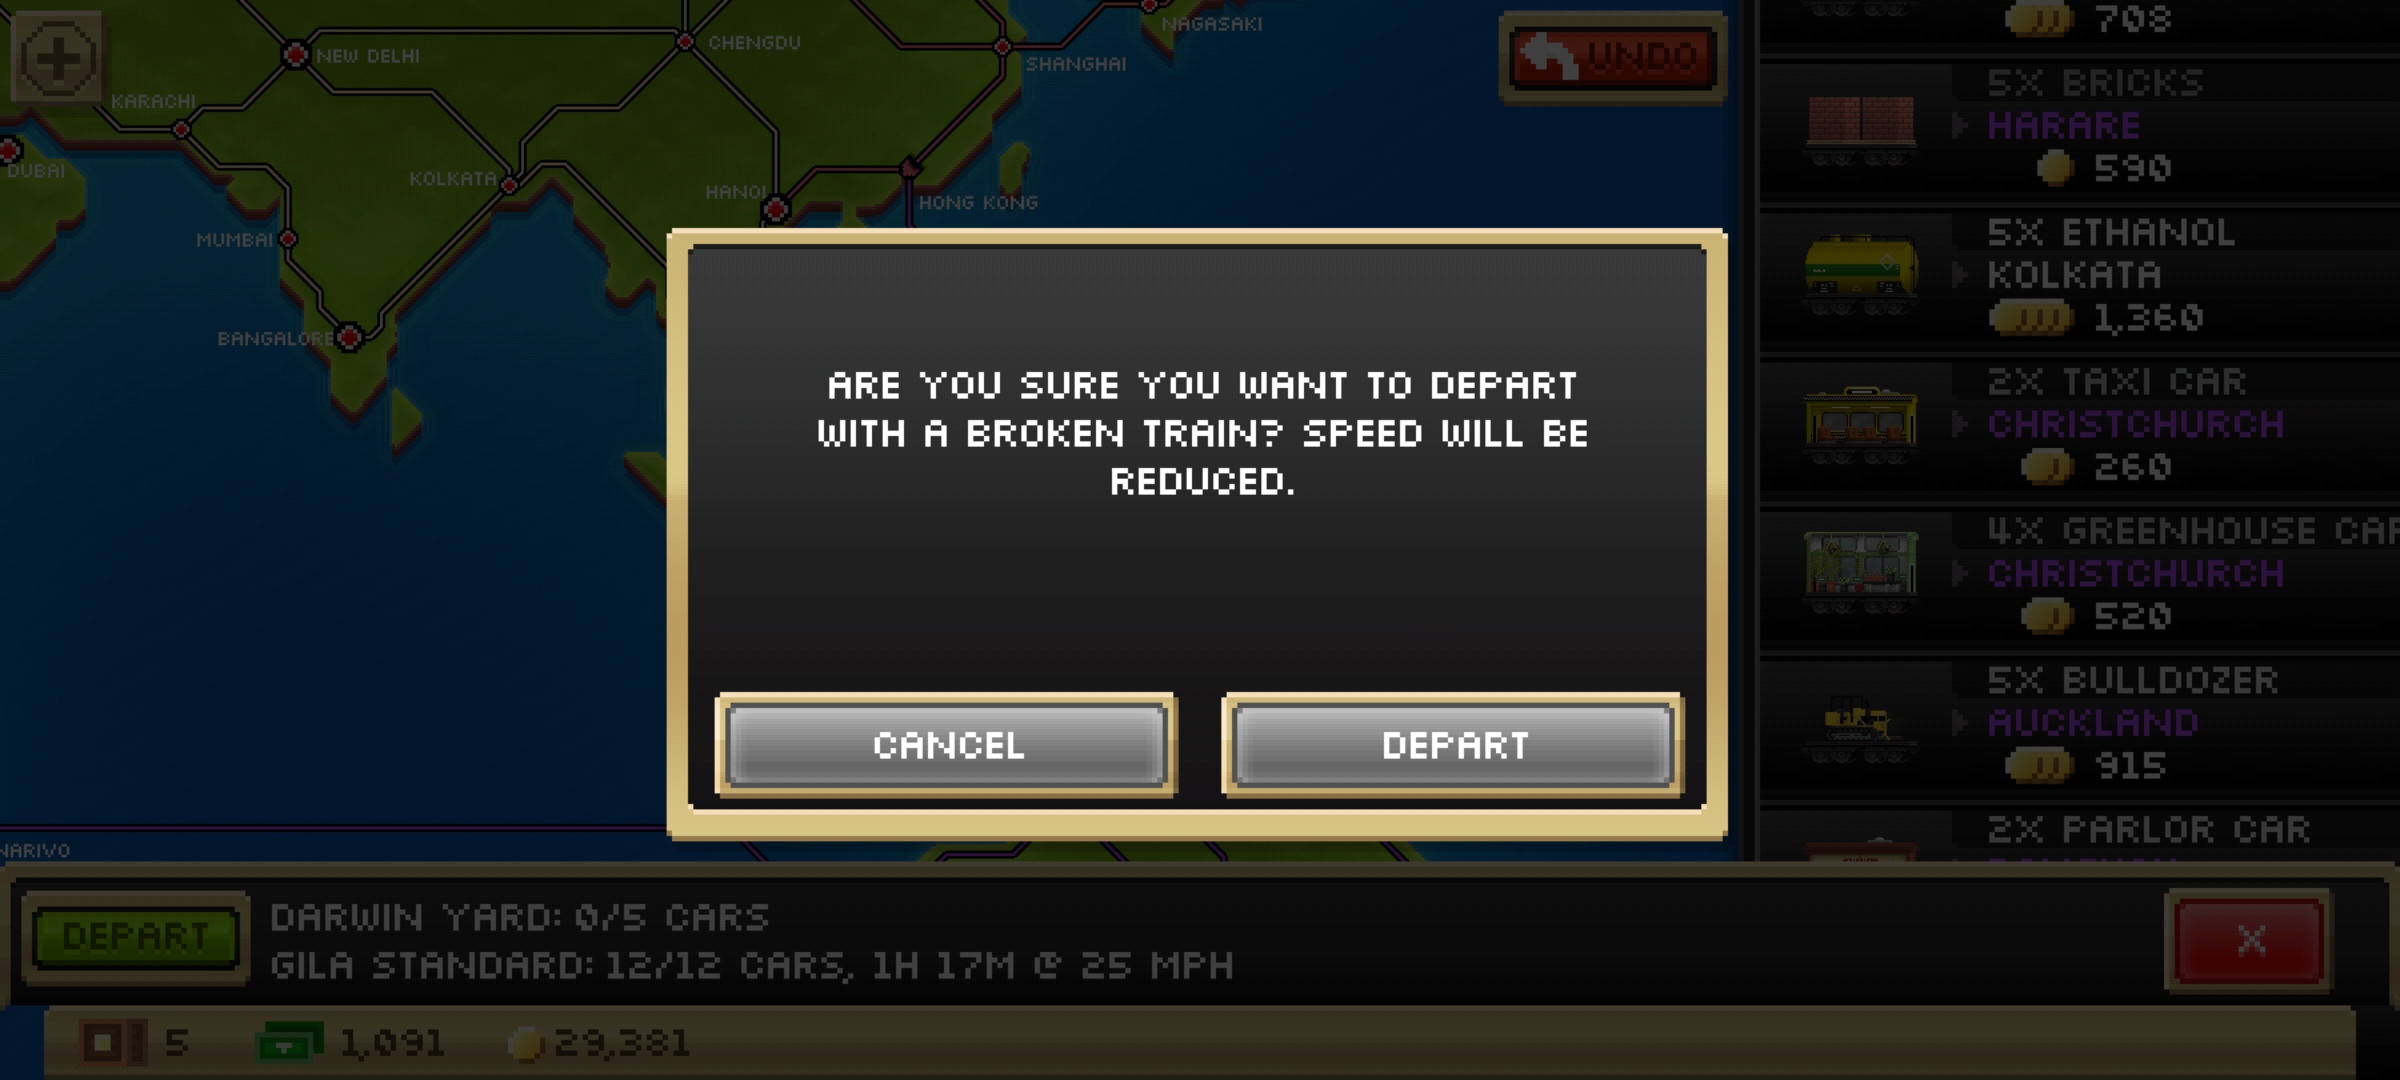 NEW DELHI
CHENGDU
NAGASAKI
SHANGHAI
KARACHI
DUBAI
KOLKATA
HANOI
HONG KONG
MUMBAI
BANGALORE
NARIVO
UNDO
708
5X BRICKS
HARARE
590
5X ETHANOL
KOLKATA
1,360
2X TAXI CAR
CHRISTCHURCH
260
4X GREENHOUSE CAR
CHRISTCHURCH
520
5X BULLDOZER
AUCKLAND
915
2X PARLOR CAR
ARE YOU SURE YOU WANT TO DEPART
WITH A BROKEN TRAIN? SPEED WILL BE
REDUCED.
CANCEL
DEPART
DEPART
DARWIN YARD: 0/5 CARS
GILA STANDARD: 12/12 CARS, 1H 17M @ 25 MPH
X
5
1,091
29,381